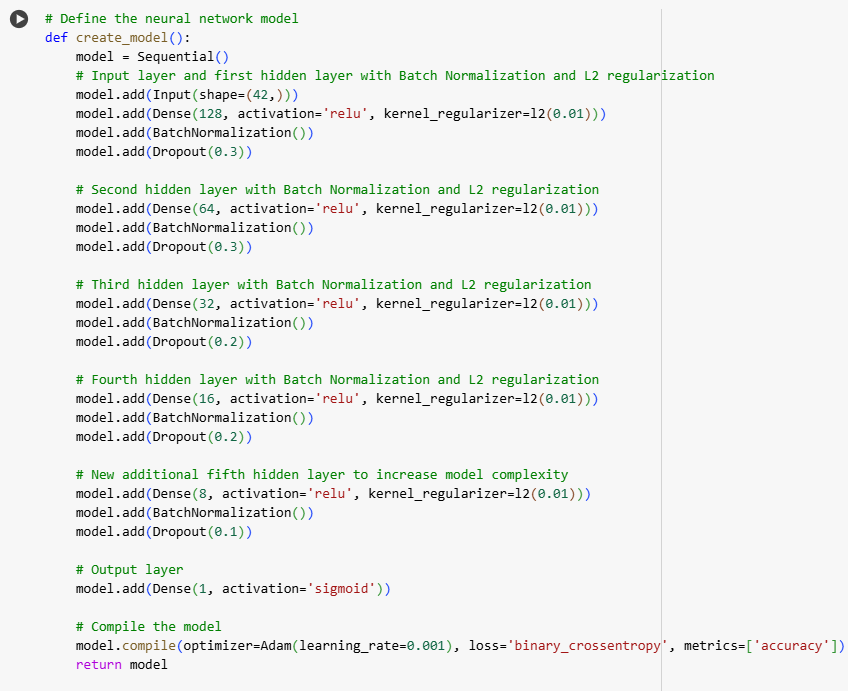 # Define the neural network model
def create_model():
    model = Sequential()
    # Input layer and first hidden layer with Batch Normalization and L2 regularization
    model.add(Input(shape=(42,)))
    model.add(Dense(128, activation='relu', kernel_regularizer=l2(0.01)))
    model.add(BatchNormalization())
    model.add(Dropout(0.3))

    # Second hidden layer with Batch Normalization and L2 regularization
    model.add(Dense(64, activation='relu', kernel_regularizer=l2(0.01)))
    model.add(BatchNormalization())
    model.add(Dropout(0.3))

    # Third hidden layer with Batch Normalization and L2 regularization
    model.add(Dense(32, activation='relu', kernel_regularizer=l2(0.01)))
    model.add(BatchNormalization())
    model.add(Dropout(0.2))

    # Fourth hidden layer with Batch Normalization and L2 regularization
    model.add(Dense(16, activation='relu', kernel_regularizer=l2(0.01)))
    model.add(BatchNormalization())
    model.add(Dropout(0.2))

    # New additional fifth hidden layer to increase model complexity
    model.add(Dense(8, activation='relu', kernel_regularizer=l2(0.01)))
    model.add(BatchNormalization())
    model.add(Dropout(0.1))

    # Output layer
    model.add(Dense(1, activation='sigmoid'))

    # Compile the model
    model.compile(optimizer=Adam(learning_rate=0.001), loss='binary_crossentropy', metrics=['accuracy'])
    return model